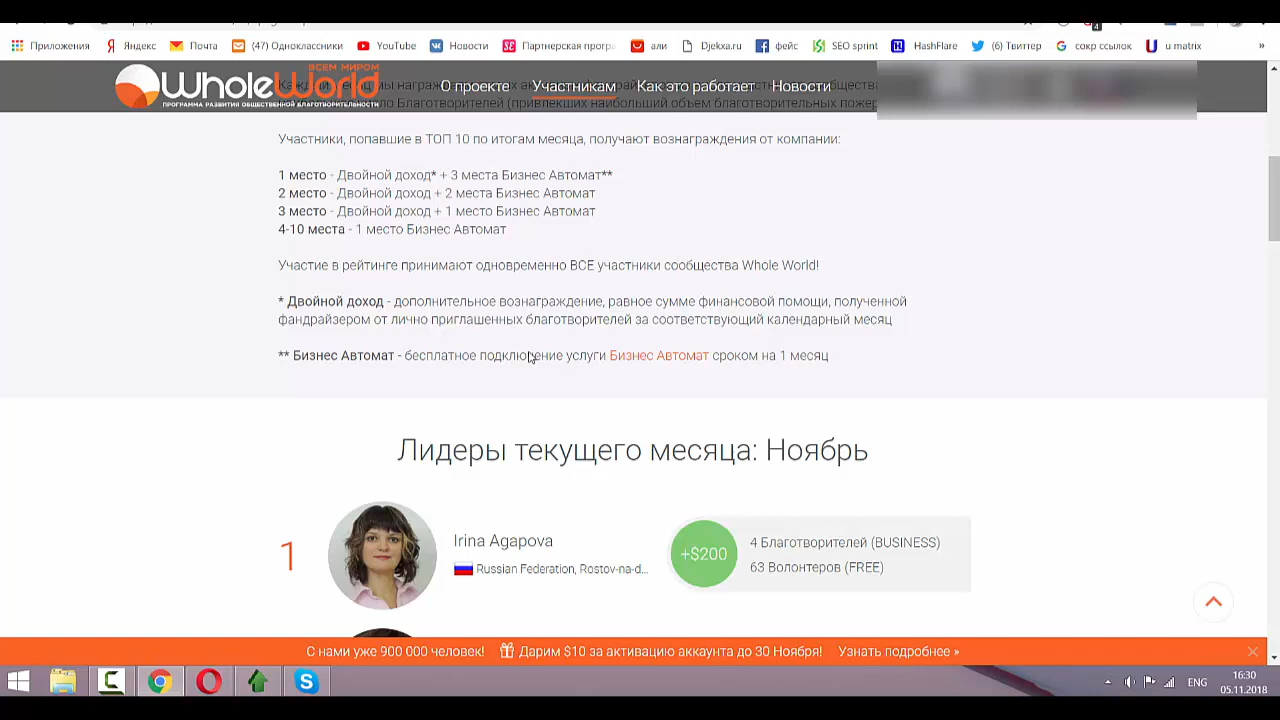 Приложения Яндекс Почта (47) Одноклассники YouTube Новости Партнерская прогр али Djekxa.ru фейс SEO sprint HashFlare (6) Твиттер сокр ссылок u matrix »
ВСЕМ МИРОМ
WholeWorld
ПРОГРАММА РАЗВИТИЯ ОБЩЕСТВЕННОЙ БЛАГОТВОРИТЕЛЬНОСТИ
О проекте Участникам Как это работает Новости
Благотворителей (привлекших наибольший объем благотворительных
Участники, попавшие в ТОП 10 по итогам месяца, получают вознаграждения от компании:
1 место - Двойной доход* + 3 места Бизнес Автомат**
2 место - Двойной доход + 2 места Бизнес Автомат
3 место - Двойной доход + 1 место Бизнес Автомат
4-10 места - 1 место Бизнес Автомат
Участие в рейтинге принимают одновременно ВСЕ участники сообщества Whole World!
* Двойной доход - дополнительное вознаграждение, равное сумме финансовой помощи, полученной
фандрайзером от лично приглашенных благотворителей за соответствующий календарный месяц
** Бизнес Автомат - бесплатное подключение услуги Бизнес Автомат сроком на 1 месяц
Лидеры текущего месяца: Ноябрь
1
Irina Agapova
Russian Federation, Rostov-na-d...
+$200
4 Благотворителей (BUSINESS)
63 Волонтеров (FREE)
С нами уже 900 000 человек! Дарим $10 за активацию аккаунта до 30 Ноября! Узнать подробнее »
ENG
16:30
05.11.2018